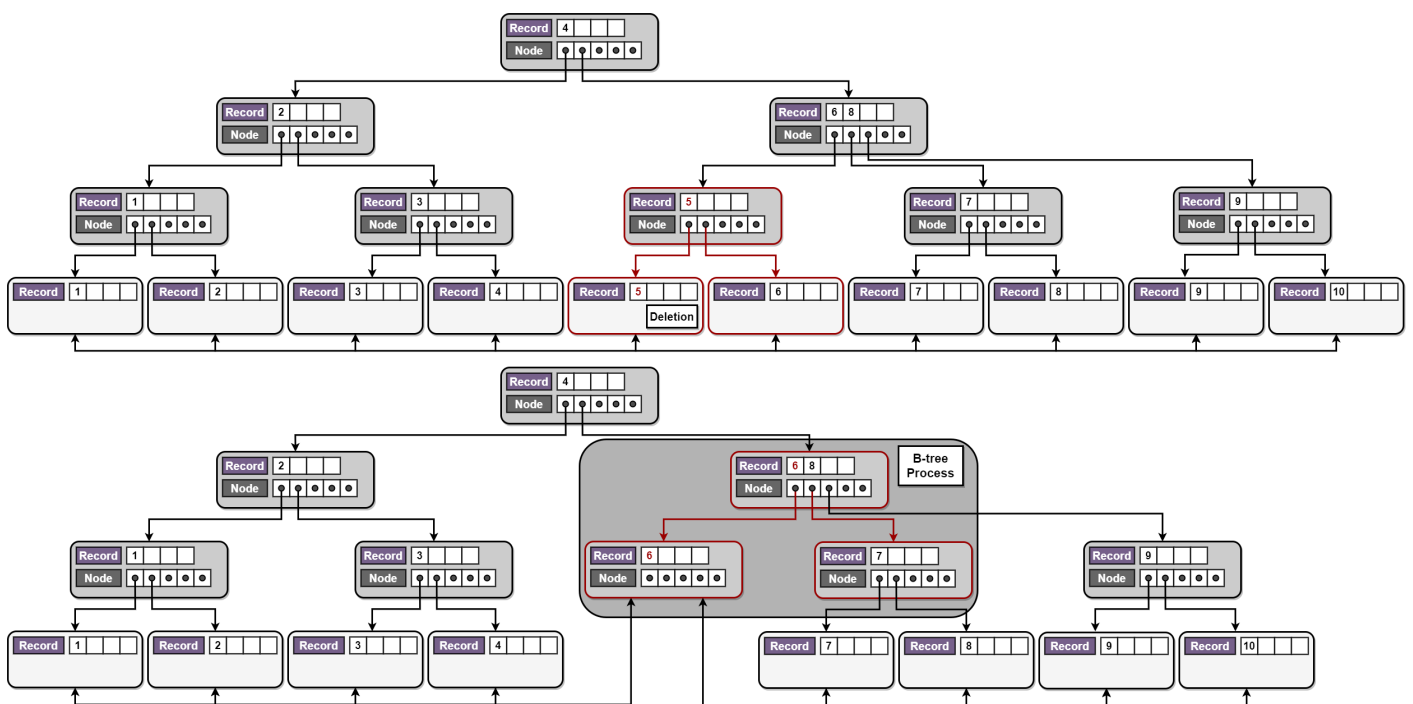 Record 4
Node
Record 2
Node
Record 6 8
Node
Record 1
Node
Record 3
Node
Record 5
Node
Record 7
Node
Record 9
Node
Record 1
Record 2
Record 3
Record 4
Record 5
Deletion
Record 6
Record 7
Record 8
Record 9
Record 10
Record 4
Node
Record 2
Node
Record 6 8
Node
B-tree
Process
Record 1
Node
Record 3
Node
Record 6
Node
Record 7
Node
Record 9
Node
Record 1
Record 2
Record 3
Record 4
Record 7
Record 8
Record 9
Record 10